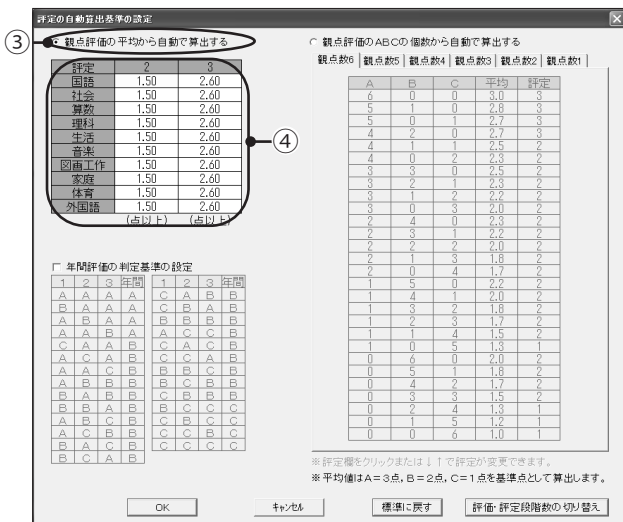 評定の自動算出基準の設定
③
観点評価の平均から自動で算出する
評定 2 3
国語 1.50 2.60
社会 1.50 2.60
算数 1.50 2.60
理科 1.50 2.60
生活 1.50 2.60
音楽 1.50 2.60
図画工作 1.50 2.60
家庭 1.50 2.60
体育 1.50 2.60
外国語 1.50 2.60
(点以上) (点以上)
④
年間評価の判定基準の設定
1 2 3 年間 1 2 3 年間
A A A A C A B B
B A A A C B A B
A B A A C B B B
A A B A A C C B
C A A B C A C B
A C A B C C A B
A A C B C B B B
A B B B B C B B
B A B B C B B B
B B A B B C C C
A B C B C B C C
A C B B C C B C
B A C B C C C C
B C A B
観点評価のABCの個数から自動で算出する
観点数6 観点数5 観点数4 観点数3 観点数2 観点数1
A B C 平均 評定
6 0 0 3.0 3
5 1 0 2.8 3
5 0 1 2.7 3
4 2 0 2.7 3
4 1 1 2.5 2
4 0 2 2.3 2
3 3 0 2.5 2
3 2 1 2.3 2
3 1 2 2.2 2
3 0 3 2.0 2
2 4 0 2.3 2
2 3 1 2.2 2
2 2 2 2.0 2
2 1 3 1.8 2
2 0 4 1.7 2
1 5 0 2.2 2
1 4 1 2.0 2
1 3 2 1.8 2
1 2 3 1.7 2
1 1 4 1.5 2
1 0 5 1.3 1
0 6 0 2.0 2
0 5 1 1.8 2
0 4 2 1.7 2
0 3 3 1.5 2
0 2 4 1.3 1
0 1 5 1.2 1
0 0 6 1.0 1
※評定欄をクリックまたは↓↑で評定が変更できます。
※平均値はA=3点,B=2点,C=1点を基準点として算出します。
OK キャンセル 標準に戻す 評価・評定段階数の切り替え